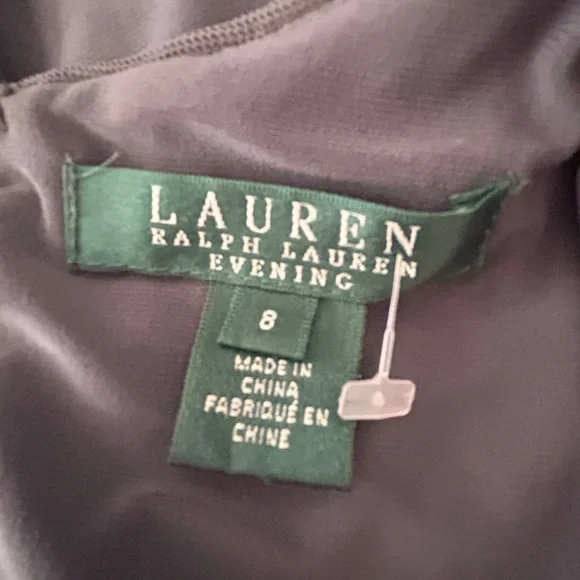 LAUREN
RALPH LAUREN
EVENING
8
MADE IN
CHINA
FABRIQUÉ EN
CHINE